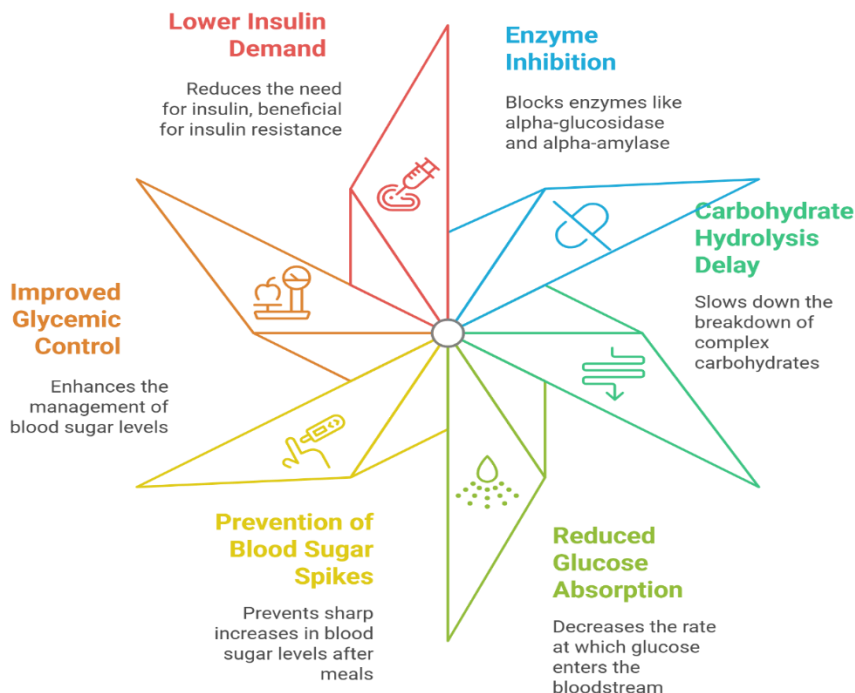 Lower Insulin
Demand
Reduces the need
for insulin, beneficial
for insulin resistance
Enzyme
Inhibition
Blocks enzymes like
alpha-glucosidase
and alpha-amylase
Carbohydrate
Hydrolysis
Delay
Slows down the
breakdown of
complex
carbohydrates
Improved
Glycemic
Control
Enhances the
management of
blood sugar levels
Prevention of
Blood Sugar
Spikes
Prevents sharp
increases in blood
sugar levels after
meals
Reduced
Glucose
Absorption
Decreases the rate
at which glucose
enters the
bloodstream